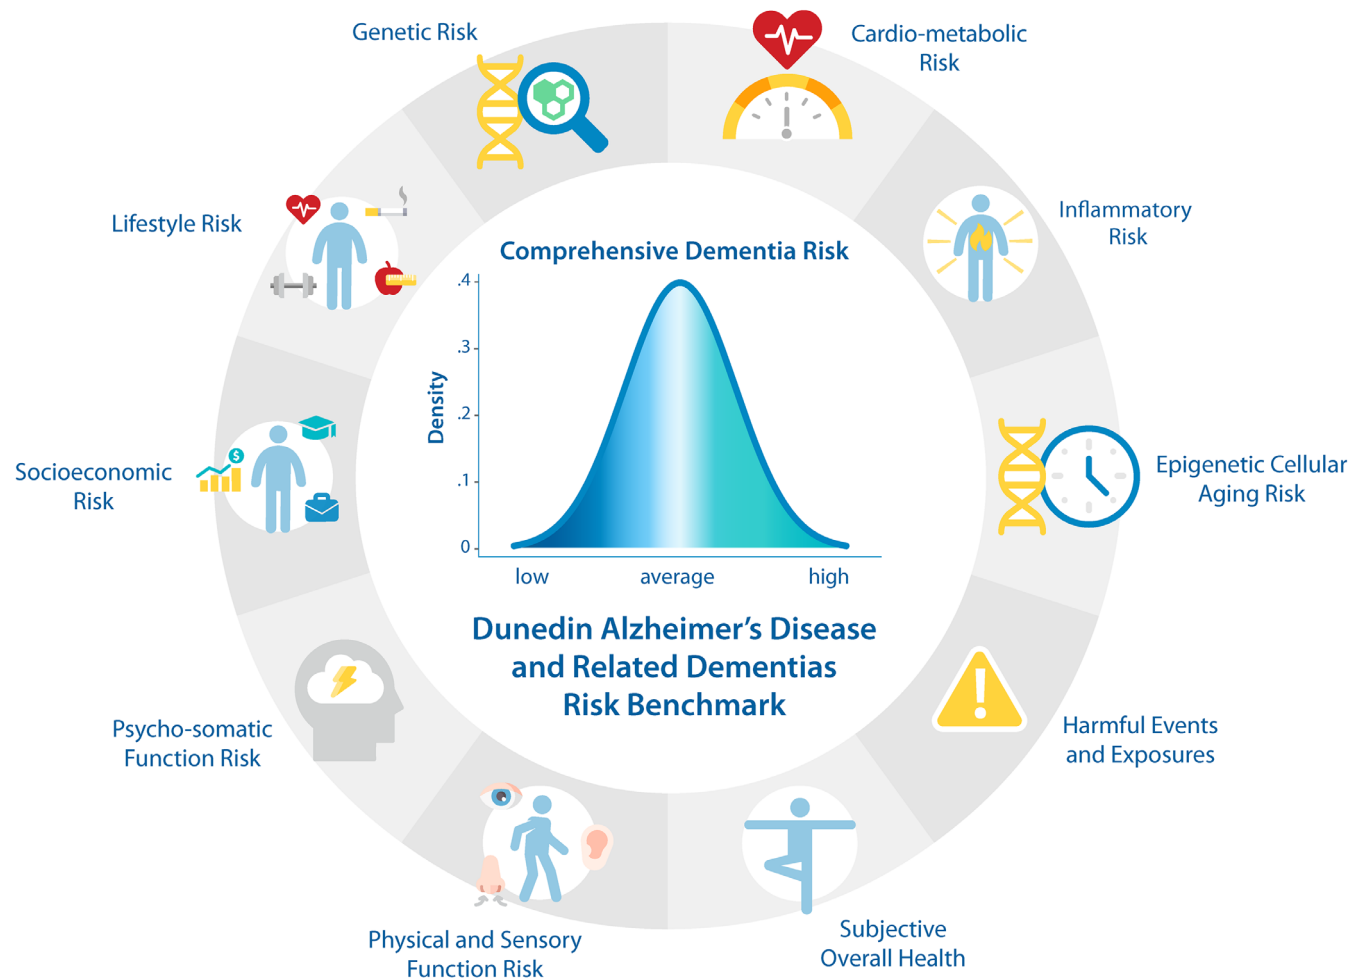 Genetic Risk
Cardio-metabolic
Risk
Lifestyle Risk
Inflammatory
Risk
Comprehensive Dementia Risk
.4
.3
.2
.1
0
Density
low average high
Socioeconomic
Risk
Epigenetic Cellular
Aging Risk
$
Dunedin Alzheimer’s Disease
and Related Dementias
Risk Benchmark
Psycho-somatic
Function Risk
Harmful Events
and Exposures
!
Physical and Sensory
Function Risk
Subjective
Overall Health